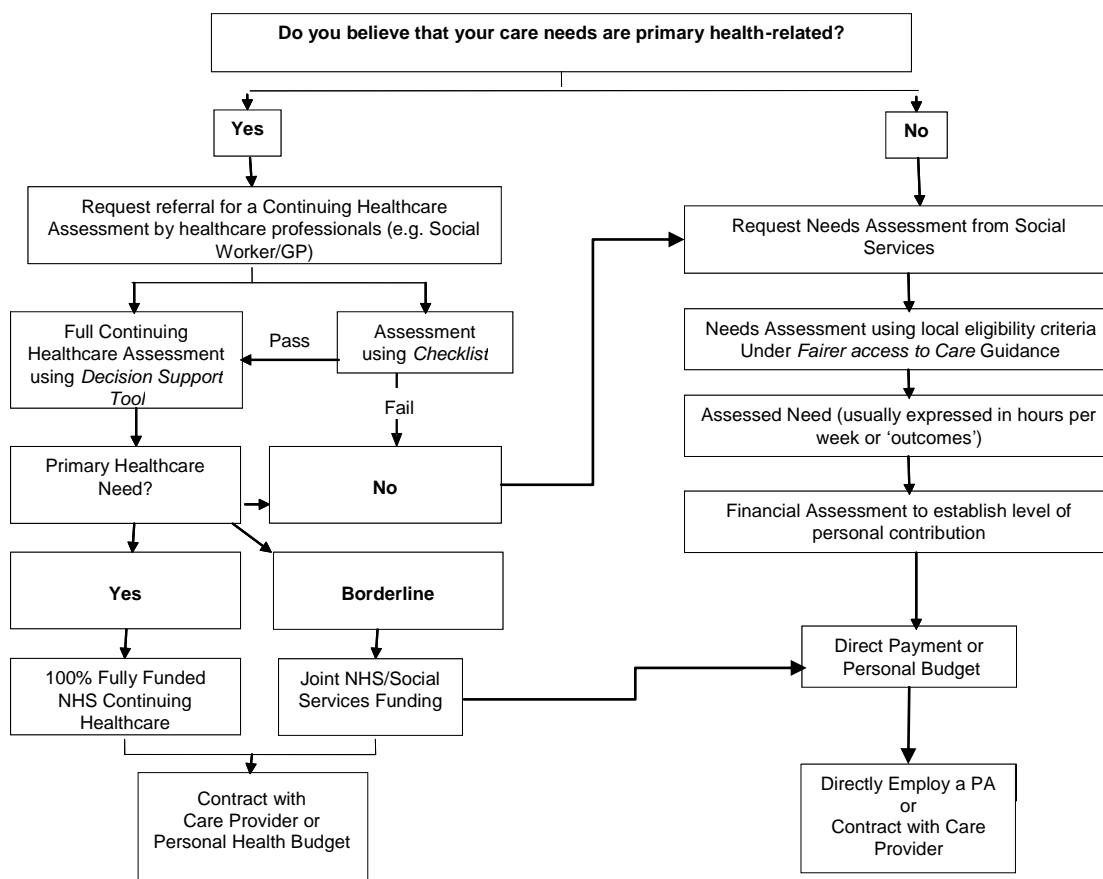 Do you believe that your care needs are primary health-related?
Yes
No
Request referral for a Continuing Healthcare
Assessment by healthcare professionals (e.g. Social
Worker/GP)
Request Needs Assessment from Social
Services
Full Continuing
Healthcare Assessment
using Decision Support
Tool
Pass
Assessment
using Checklist
Fail
Needs Assessment using local eligibility criteria
Under Fairer access to Care Guidance
Assessed Need (usually expressed in hours per
week or ‘outcomes’)
Primary Healthcare
Need?
No
Financial Assessment to establish level of
personal contribution
Yes
Borderline
100% Fully Funded
NHS Continuing
Healthcare
Joint NHS/Social
Services Funding
Direct Payment or
Personal Budget
Contract with
Care Provider or
Personal Health Budget
Directly Employ a PA
or
Contract with Care
Provider